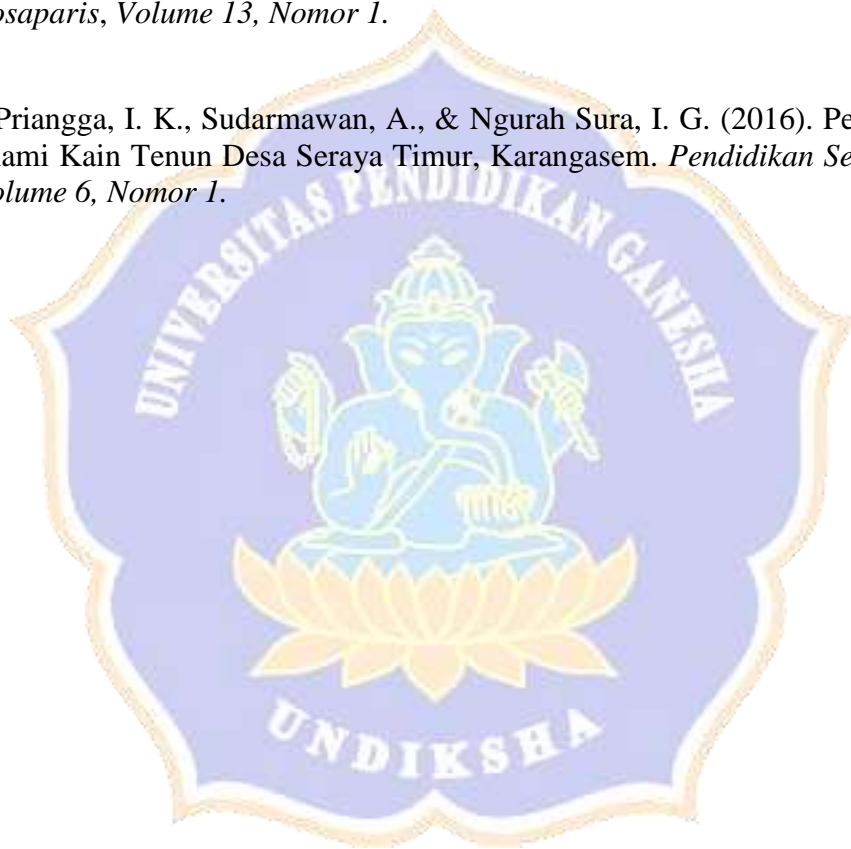 osaparis, Volume 13, Nomor 1.
Priangga, I. K., Sudarmawan, A., & Ngurah Sura, I. G. (2016). Pe
ami Kain Tenun Desa Seraya Timur, Karangasem. Pendidikan Se
olume 6, Nomor 1.
UNIVERSITAS PENDIDIKAN GANESHA
UNDIKSHA